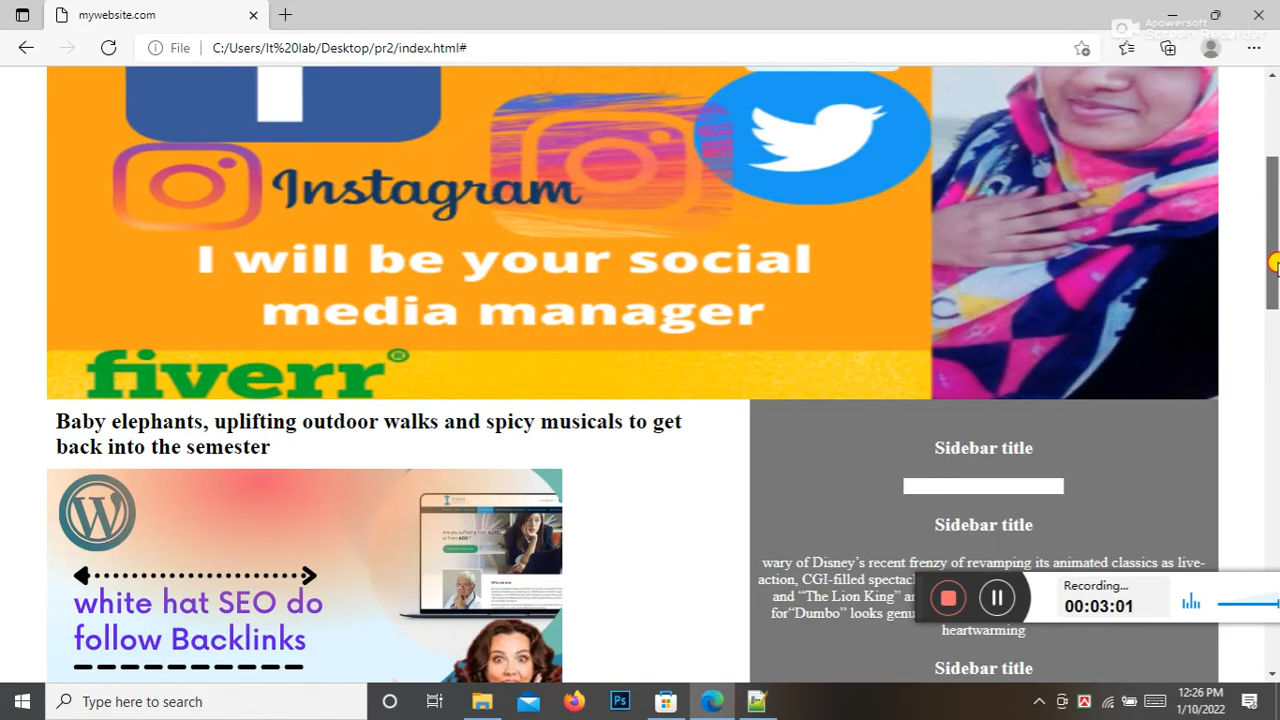 mywebsite.com
Apowersoft
Screen Recorder
File
C:/Users/It%20lab/Desktop/pr2/index.html#
Instagram
I will be your social
media manager
fiverr®
Baby elephants, uplifting outdoor walks and spicy musicals to get
back into the semester
Sidebar title
Sidebar title
wary of Disney's recent frenzy of revamping its animated classics as live-
action, CGI-filled spectac
and "The Lion King" a
for"Dumbo" looks genu
heartwarming
Sidebar title
W
white hat SEO do
follow Backlinks
Recording...
00:03:01
Type here to search
Ps
12:26 PM
1/10/2022